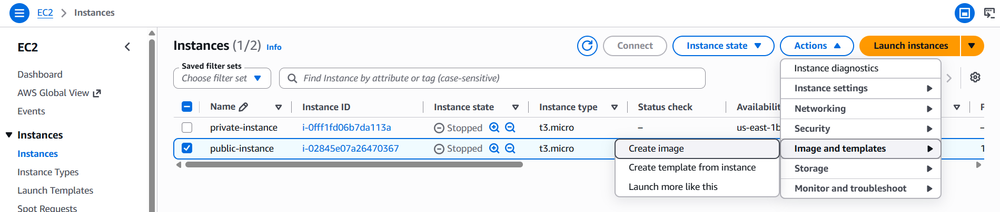 EC2 > Instances
EC2
Dashboard
AWS Global View
Events
Instances
Instances
Instance Types
Launch Templates
Spot Requests
Instances (1/2) Info
Connect
Instance state
Actions
Launch instances
Saved filter sets
Choose filter set
Find Instance by attribute or tag (case-sensitive)
Name Instance ID Instance state Instance type Status check Availabilit
private-instance i-0fff1fd06b7da113a Stopped t3.micro – us-east-1b –
public-instance i-02845e07a26470367 Stopped t3.micro 1
Instance diagnostics
Instance settings
Networking
Security
Image and templates
Storage
Monitor and troubleshoot
Create image
Create template from instance
Launch more like this